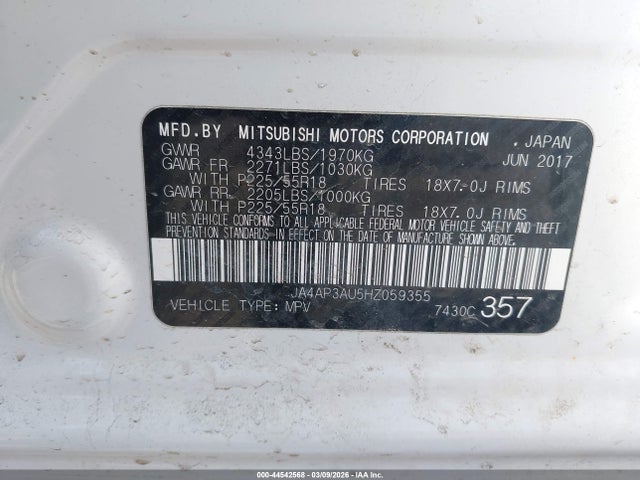 MFD.BY MITSUBISHI MOTORS CORPORATION . JAPAN
GVWR 4343LBS/1970KG JUN 2017
GAWR FR 2271LBS/1030KG
WITH P225/55R18 TIRES 18X7.0J RIMS
GAWR RR 2205LBS/1000KG
WITH P225/55R18 TIRES 18X7.0J RIMS
THIS VEHICLE CONFORMS TO ALL APPLICABLE FEDERAL MOTOR VEHICLE SAFETY AND THEFT
PREVENTION STANDARDS IN EFFECT ON THE DATE OF MANUFACTURE SHOWN ABOVE.
JA4AP3AU5HZ059355
VEHICLE TYPE: MPV 7430C 357
000-44542568 | 03/09/2026 | IAA Inc.